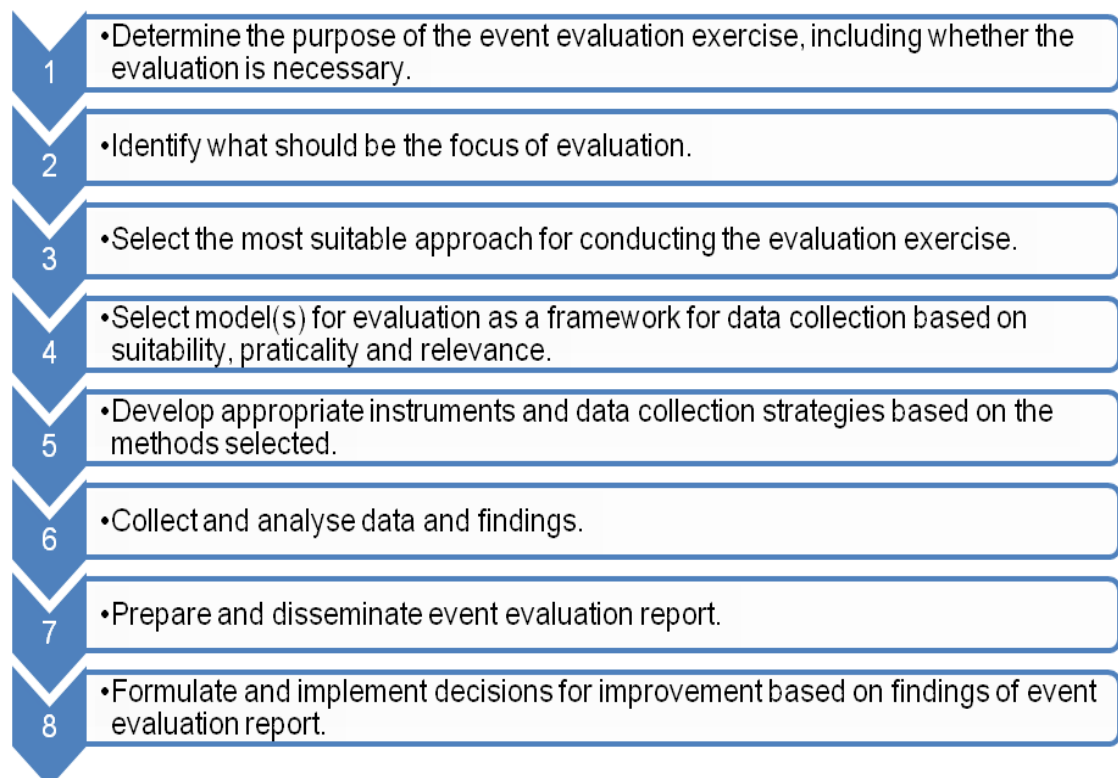 1
•Determine the purpose of the event evaluation exercise, including whether the
evaluation is necessary.
2
•Identify what should be the focus of evaluation.
3
•Select the most suitable approach for conducting the evaluation exercise.
4
•Select model(s) for evaluation as a framework for data collection based on
suitability, praticality and relevance.
5
•Develop appropriate instruments and data collection strategies based on the
methods selected.
6
•Collect and analyse data and findings.
7
•Prepare and disseminate event evaluation report.
8
•Formulate and implement decisions for improvement based on findings of event
evaluation report.